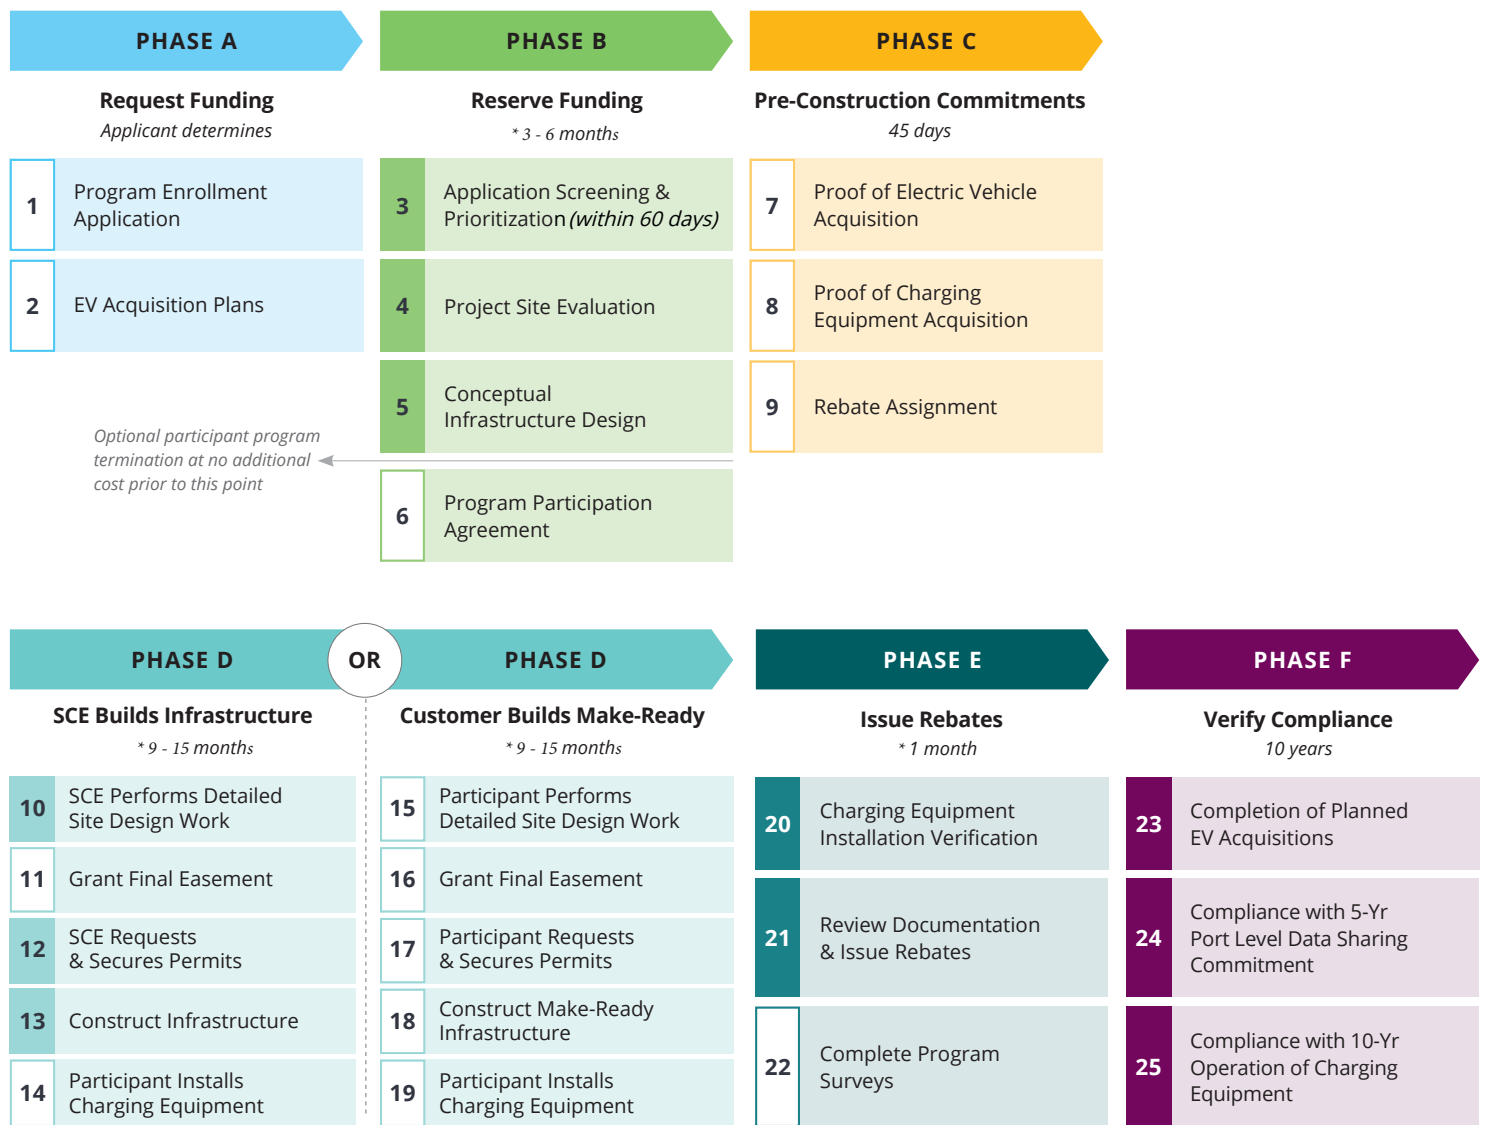 PHASE A
Request Funding
Applicant determines
1
Program Enrollment
Application
2
EV Acquisition Plans
Optional participant program
termination at no additional
cost prior to this point
PHASE B
Reserve Funding
* 3 - 6 months
3
Application Screening &
Prioritization (within 60 days)
4
Project Site Evaluation
5
Conceptual
Infrastructure Design
6
Program Participation
Agreement
PHASE C
Pre-Construction Commitments
45 days
7
Proof of Electric Vehicle
Acquisition
8
Proof of Charging
Equipment Acquisition
9
Rebate Assignment
PHASE D
SCE Builds Infrastructure
* 9 - 15 months
10
SCE Performs Detailed
Site Design Work
11
Grant Final Easement
12
SCE Requests
& Secures Permits
13
Construct Infrastructure
14
Participant Installs
Charging Equipment
OR
PHASE D
Customer Builds Make-Ready
* 9 - 15 months
15
Participant Performs
Detailed Site Design Work
16
Grant Final Easement
17
Participant Requests
& Secures Permits
18
Construct Make-Ready
Infrastructure
19
Participant Installs
Charging Equipment
PHASE E
Issue Rebates
* 1 month
20
Charging Equipment
Installation Verification
21
Review Documentation
& Issue Rebates
22
Complete Program
Surveys
PHASE F
Verify Compliance
10 years
23
Completion of Planned
EV Acquisitions
24
Compliance with 5-Yr
Port Level Data Sharing
Commitment
25
Compliance with 10-Yr
Operation of Charging
Equipment